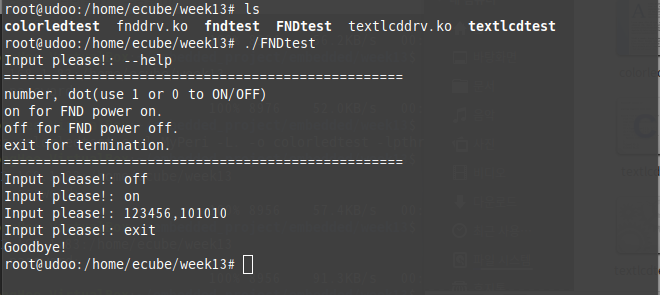 root@udoo:/home/ecube/week13# ls
colorledtest fnddrv.ko fndtest FNDtest textlcddrv.ko textlcdtest
root@udoo:/home/ecube/week13# ./FNDtest
Input please!: --help
===================================================
number, dot(use 1 or 0 to ON/OFF)
on for FND power on.
off for FND power off.
exit for termination.
===================================================
Input please!: off
Input please!: on
Input please!: 123456,101010
Input please!: exit
Goodbye!
root@udoo:/home/ecube/week13#